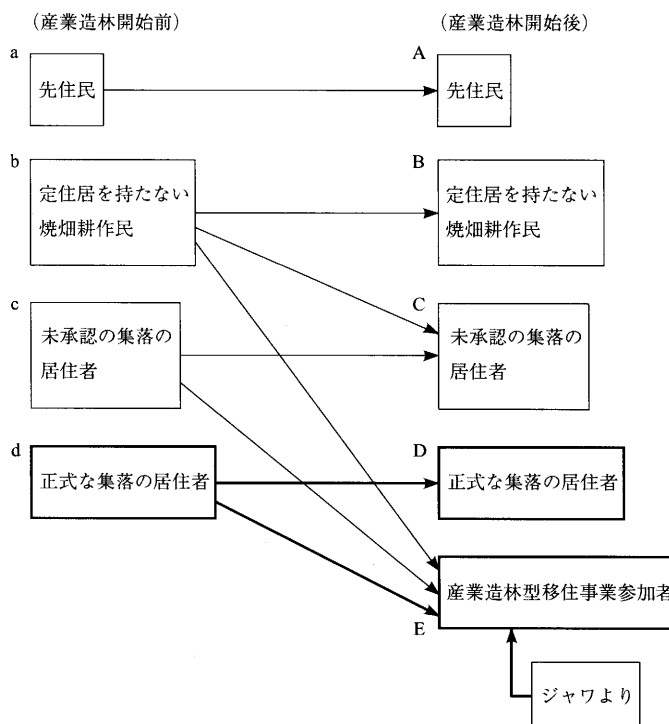 （産業造林開始前）
（産業造林開始後）
a
先住民
A
先住民
b
定住居を持たない
焼畑耕作民
B
定住居を持たない
焼畑耕作民
c
未承認の集落の
居住者
C
未承認の集落の
居住者
d
正式な集落の居住者
D
正式な集落の居住者
産業造林型移住事業参加者
E
ジャワより